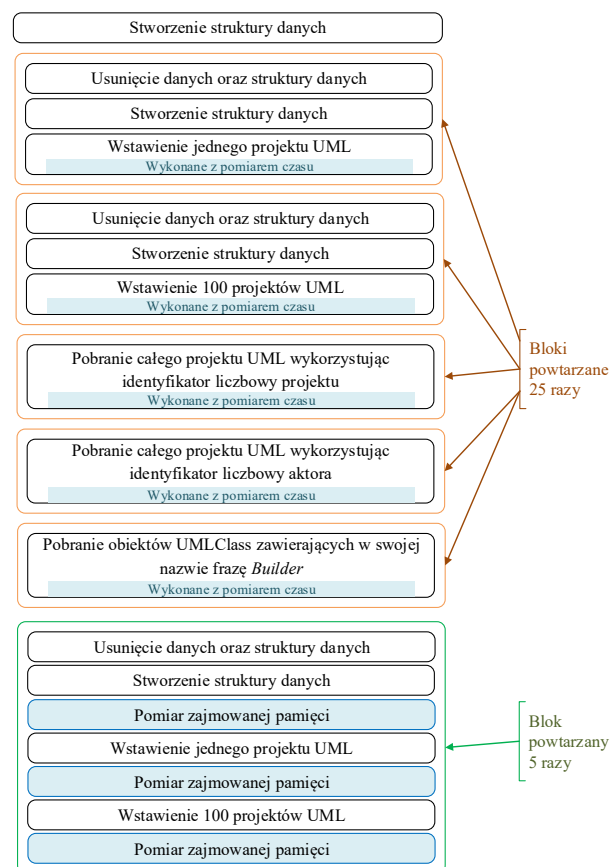 Stworzenie struktury danych
Usunięcie danych oraz struktury danych
Stworzenie struktury danych
Wstawienie jednego projektu UML
Wykonane z pomiarem czasu
Usunięcie danych oraz struktury danych
Stworzenie struktury danych
Wstawienie 100 projektów UML
Wykonane z pomiarem czasu
Pobranie całego projektu UML wykorzystując
identyfikator liczbowy projektu
Wykonane z pomiarem czasu
Pobranie całego projektu UML wykorzystując
identyfikator liczbowy aktora
Wykonane z pomiarem czasu
Pobranie obiektów UMLClass zawierających w swojej
nazwie frazę Builder
Wykonane z pomiarem czasu
Bloki
powtarzane
25 razy
Usunięcie danych oraz struktury danych
Stworzenie struktury danych
Pomiar zajmowanej pamięci
Wstawienie jednego projektu UML
Pomiar zajmowanej pamięci
Wstawienie 100 projektów UML
Pomiar zajmowanej pamięci
Blok
powtarzany
5 razy